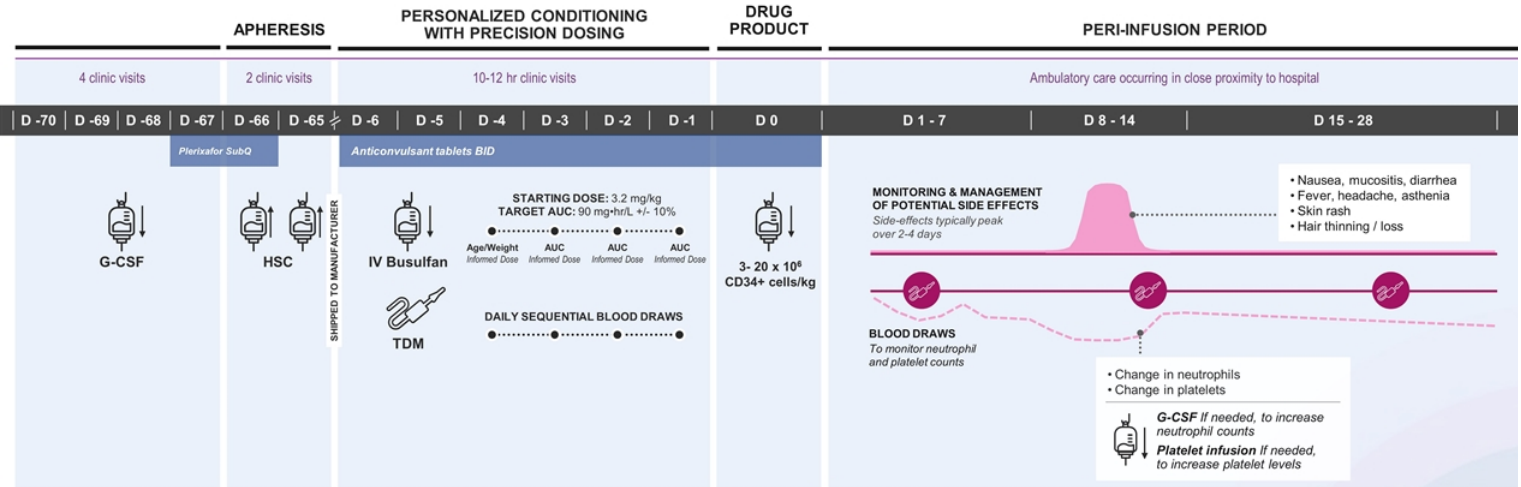 APHERESIS
PERSONALIZED CONDITIONING
WITH PRECISION DOSING
DRUG
PRODUCT
PERI-INFUSION PERIOD
4 clinic visits
2 clinic visits
10-12 hr clinic visits
Ambulatory care occurring in close proximity to hospital
D -70 D -69 D -68 D -67 D -66 D -65 D -6 D -5 D -4 D -3 D -2 D -1 D 0 D 1 - 7 D 8 - 14 D 15 - 28
Plerixafor SubQ
Anticonvulsant tablets BID
G-CSF
HSC
SHIPPED TO MANUFACTURER
IV Busulfan
TDM
STARTING DOSE: 3.2 mg/kg
TARGET AUC: 90 mg•hr/L +/- 10%
Age/Weight
Informed Dose
AUC
Informed Dose
AUC
Informed Dose
AUC
Informed Dose
DAILY SEQUENTIAL BLOOD DRAWS
3- 20 x 10⁶
CD34+ cells/kg
MONITORING & MANAGEMENT
OF POTENTIAL SIDE EFFECTS
Side-effects typically peak
over 2-4 days
• Nausea, mucositis, diarrhea
• Fever, headache, asthenia
• Skin rash
• Hair thinning / loss
BLOOD DRAWS
To monitor neutrophil
and platelet counts
• Change in neutrophils
• Change in platelets
G-CSF If needed, to increase
neutrophil counts
Platelet infusion If needed,
to increase platelet levels